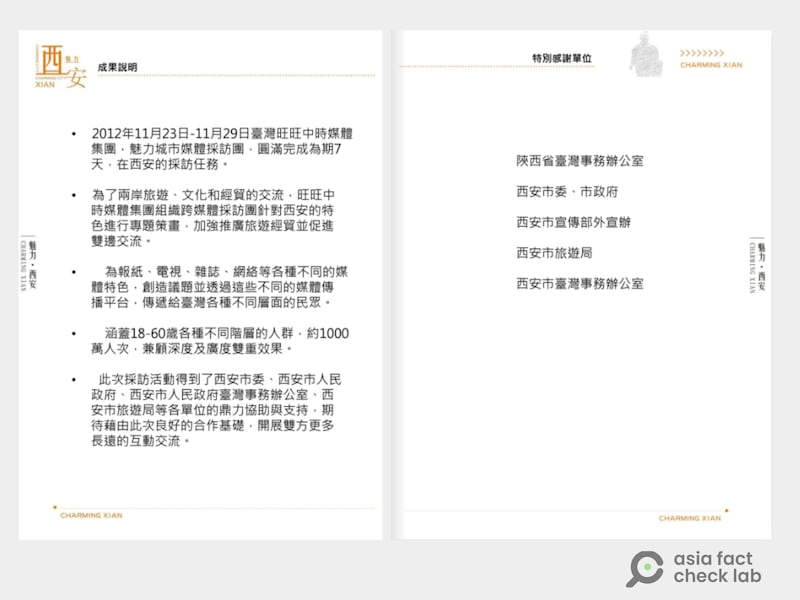 西
魅力
安
XIAN
成果說明
• 2012年11月23日-11月29日臺灣旺旺中時媒體
集團，魅力城市媒體採訪團，圓滿完成為期7
天，在西安的採訪任務。
• 為了兩岸旅遊、文化和經貿的交流，旺旺中
時媒體集團組織跨媒體採訪團針對西安的特
色進行專題策畫，加強推廣旅遊經貿並促進
雙邊交流。
• 為報紙、電視、雜誌、網絡等各種不同的媒
體特色，創造議題並透過這些不同的媒體傳
播平台，傳遞給臺灣各種不同層面的民眾。
• 涵蓋18-60歲各種不同階層的人群，約1000
萬人次，兼顧深度及廣度雙重效果。
• 此次採訪活動得到了西安市委、西安市人民
政府、西安市人民政府臺灣事務辦公室、西
安市旅遊局等各單位的鼎力協助與支持，期
待藉由此次良好的合作基礎，開展雙方更多
長遠的互動交流。
魅力·西安
CHARMING XIAN
CHARMING XIAN
特別感謝單位
CHARMING XIAN
陝西省臺灣事務辦公室
西安市委、市政府
西安市宣傳部外宣辦
西安市旅遊局
西安市臺灣事務辦公室
魅力·西安
CHARMING XIAN
CHARMING XIAN
asia fact
check lab